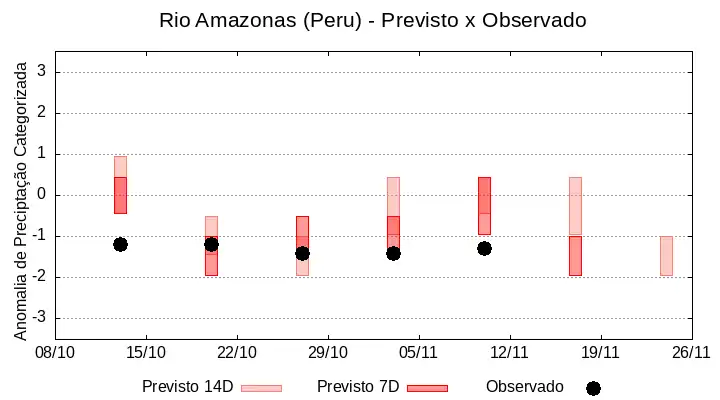 Rio Amazonas (Peru) - Previsto x Observado
Anomalia de Preciptação Categorizada
3
2
1
0
-1
-2
-3
08/10 15/10 22/10 29/10 05/11 12/11 19/11 26/11
Previsto 14D Previsto 7D Observado